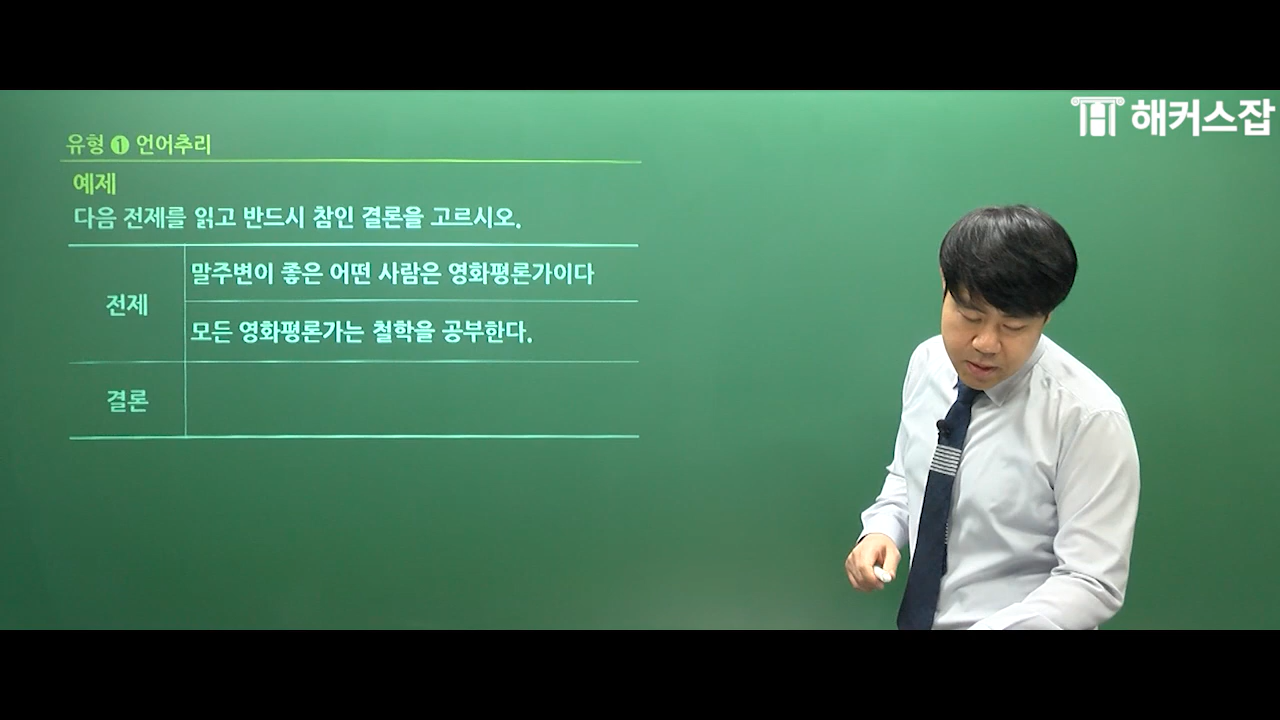 해커스잡
유형 ❶ 언어추리
예제
다음 전제를 읽고 반드시 참인 결론을 고르시오.
전제
말주변이 좋은 어떤 사람은 영화평론가이다
모든 영화평론가는 철학을 공부한다.
결론